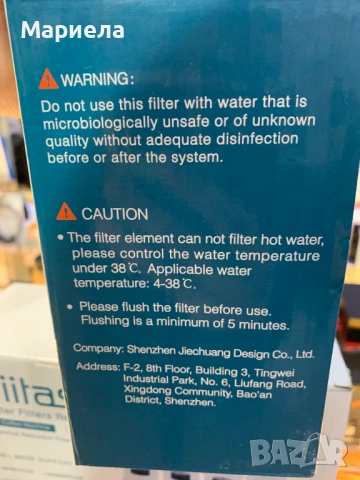 Мариела
WARNING:
Do not use this filter with water that is
microbiologically unsafe or of unknown
quality without adequate disinfection
before or after the system.
CAUTION
• The filter element can not filter hot water,
please control the water temperature
under 38℃. Applicable water
temperature: 4-38℃.
• Please flush the filter before use.
Flushing is a minimum of 5 minutes.
Company: Shenzhen Jiechuang Design Co., Ltd.
Address: F-2, 8th Floor, Building 3, Tingwei
Industrial Park, No. 6, Liufang Road,
Xingdong Community, Bao'an
District, Shenzhen.
iitas
ter Filters
BAZAR